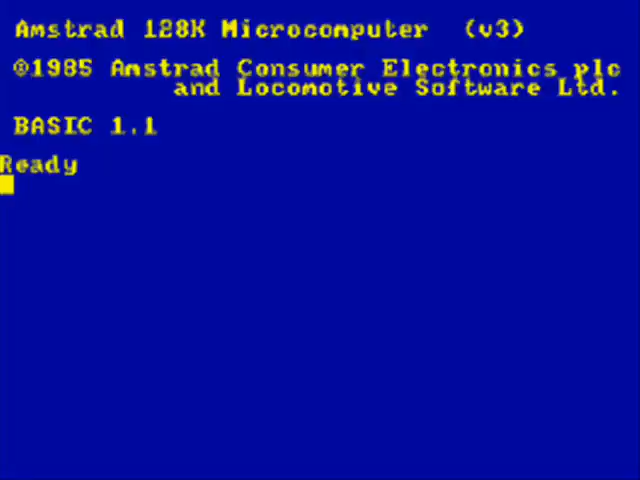 Amstrad 128K Microcomputer (v3)
©1985 Amstrad Consumer Electronics plc
and Locomotive Software Ltd.
BASIC 1.1
Ready